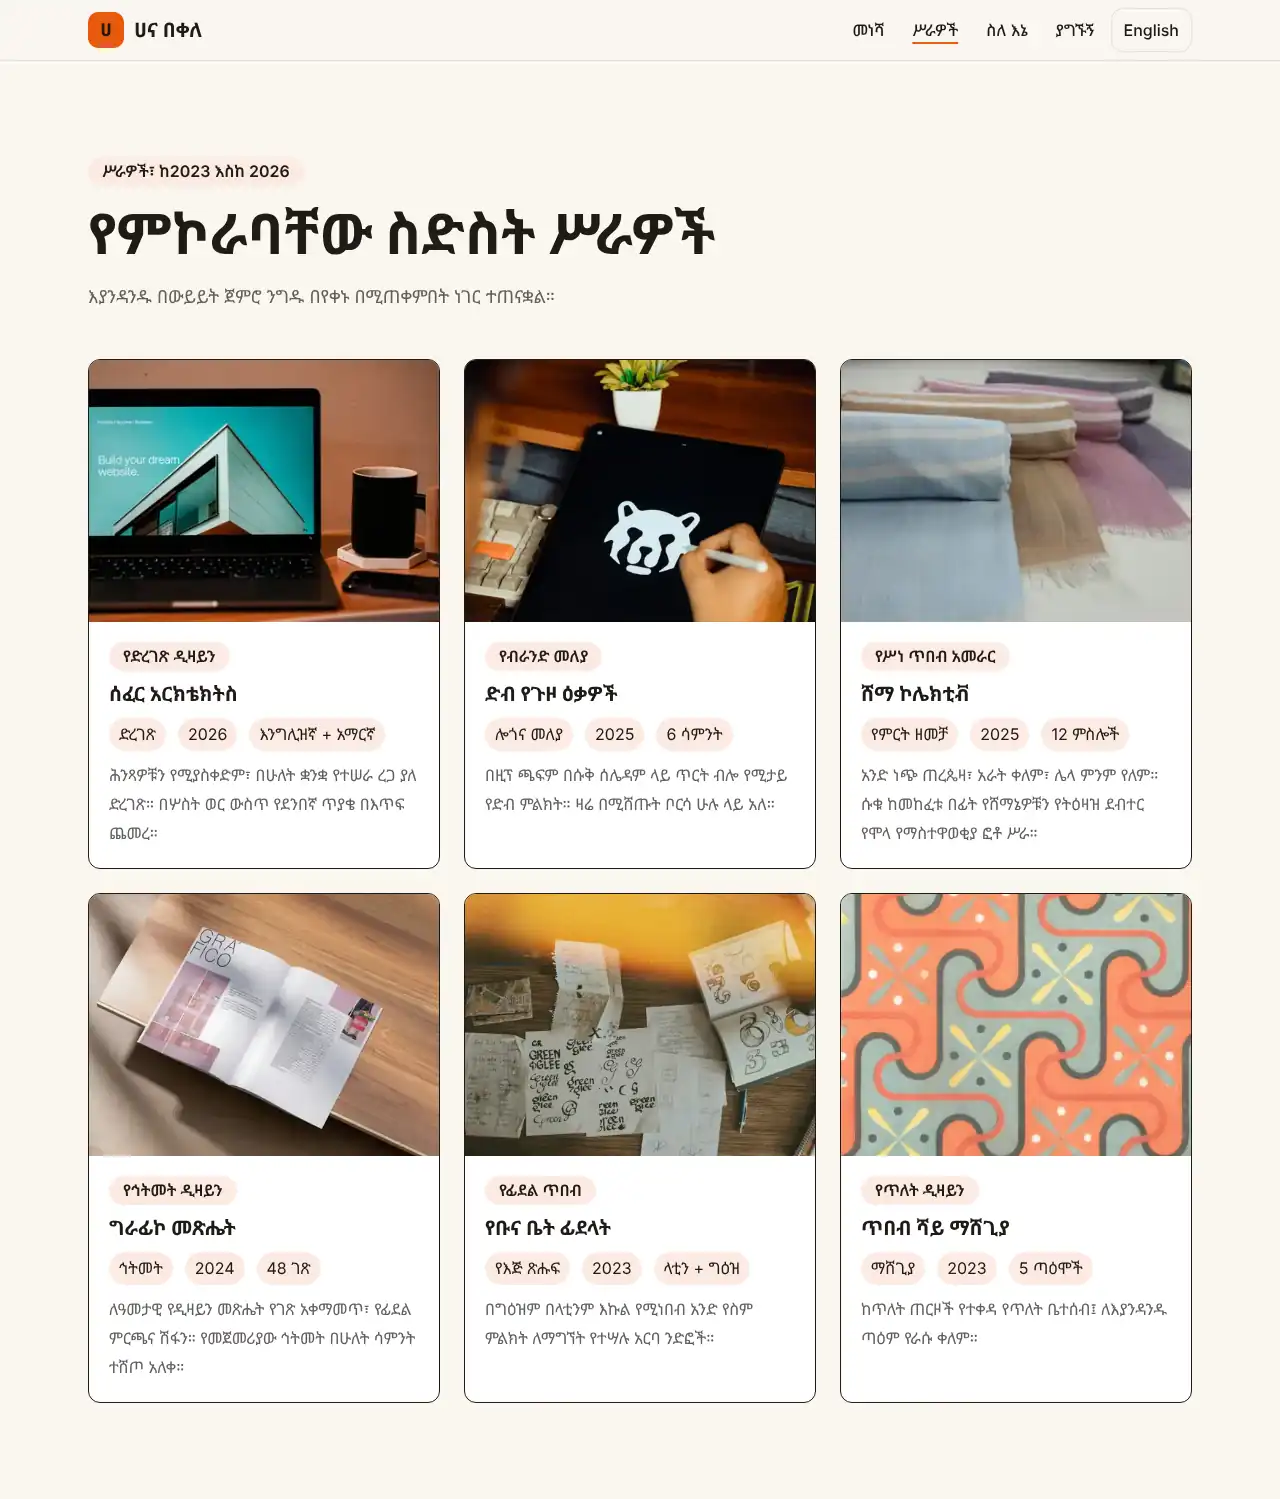 ሀ ሀና በቀለ
መነሻ ሥራዎች ስለ እኔ ያግኙኝ English
ሥራዎች፣ ከ2023 እስከ 2026
የምኮራባቸው ስድስት ሥራዎች
እያንዳንዱ በውይይት ጀምሮ ንግዱ በየቀኑ በሚጠቀምበት ነገር ተጠናቋል።
Build your dream
website.
የድረገጽ ዲዛይን
ሰፈር አርክቴክትስ
ድረገጽ 2026 እንግሊዝኛ + አማርኛ
ሕንጻዎቹን የሚያስቀድም፣ በሁለት ቋንቋ የተሠራ ረጋ ያለ
ድረገጽ። በሦስት ወር ውስጥ የደንበኛ ጥያቄ በእጥፍ
ጨመረ።
የብራንድ መለያ
ድብ የጉዞ ዕቃዎች
ሎጎና መለያ 2025 6 ሳምንት
በዚፕ ጫፍም በሱቅ ሰሌዳም ላይ ጥርት ብሎ የሚታይ
የድብ ምልክት። ዛሬ በሚሸጡት ቦርሳ ሁሉ ላይ አለ።
የሥነ ጥበብ አመራር
ሸማ ኮሌክቲቭ
የምርት ዘመቻ 2025 12 ምስሎች
አንድ ነጭ ጠረጴዛ፣ አራት ቀለም፣ ሌላ ምንም የለም።
ሱቁ ከመከፈቱ በፊት የሸማኔዎቹን የትዕዛዝ ደብተር
የሞላ የማስተዋወቂያ ፎቶ ሥራ።
GRA
FICO
የኅትመት ዲዛይን
ግራፊኮ መጽሔት
ኅትመት 2024 48 ገጽ
ለዓመታዊ የዲዛይን መጽሔት የገጽ አቀማመጥ፣ የፊደል
ምርጫና ሽፋን። የመጀመሪያው ኅትመት በሁለት ሳምንት
ተሸጦ አለቀ።
GREEN
GLEE
የፊደል ጥበብ
የቡና ቤት ፊደላት
የእጅ ጽሑፍ 2023 ላቲን + ግዕዝ
በግዕዝም በላቲንም እኩል የሚነበብ አንድ የስም
ምልክት ለማግኘት የተሣሉ አርባ ንድፎች።
የጥለት ዲዛይን
ጥበብ ሻይ ማሸጊያ
ማሸጊያ 2023 5 ጣዕሞች
ከጥለት ጠርዞች የተቀዳ የጥለት ቤተሰብ፤ ለእያንዳንዱ
ጣዕም የራሱ ቀለም።